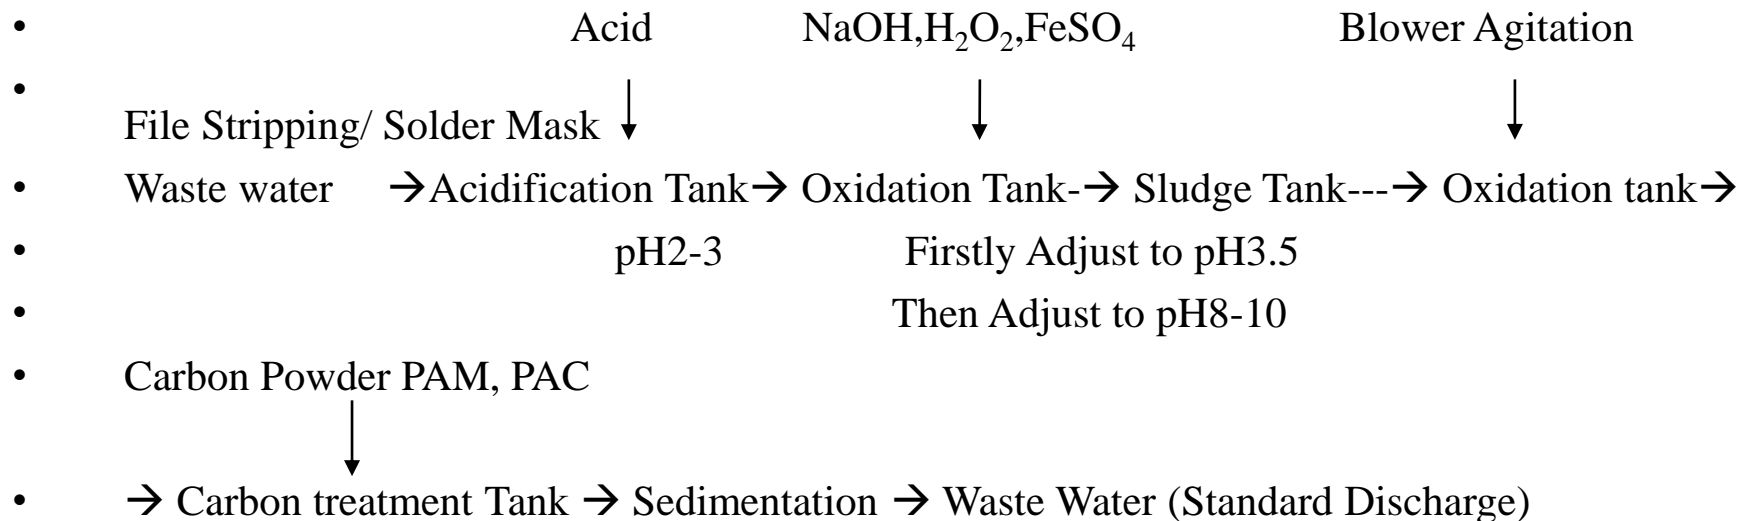 • Acid NaOH,H₂O₂,FeSO₄ Blower Agitation
•
File Stripping/ Solder Mask
• Waste water →Acidification Tank→ Oxidation Tank-→ Sludge Tank---→ Oxidation tank→
• pH2-3 Firstly Adjust to pH3.5
• Then Adjust to pH8-10
• Carbon Powder PAM, PAC
• → Carbon treatment Tank → Sedimentation → Waste Water (Standard Discharge)